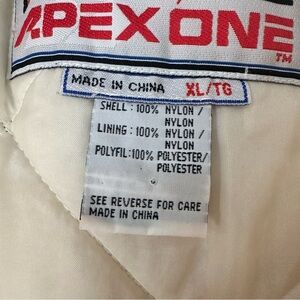 APEX ONE
TM
MADE IN CHINA XL/TG
SHELL : 100% NYLON /
NYLON
LINING : 100% NYLON /
NYLON
POLYFIL:100% POLYESTER/
POLYESTER
SEE REVERSE FOR CARE
MADE IN CHINA